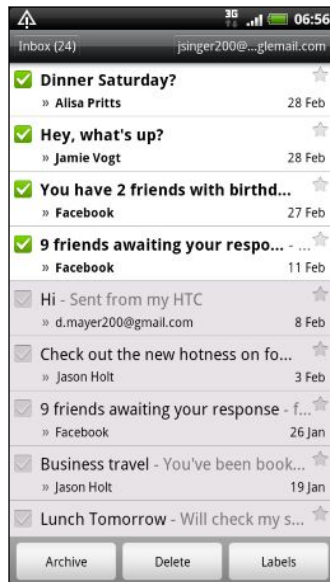 3G 06:56
Inbox (24) jsinger200@...glemail.com
Dinner Saturday?
» Alisa Pritts 28 Feb
Hey, what's up?
» Jamie Vogt 28 Feb
You have 2 friends with birthd...
» Facebook 27 Feb
9 friends awaiting your respo... - ...
» Facebook 11 Feb
Hi - Sent from my HTC
» d.mayer200@gmail.com 8 Feb
Check out the new hotness on fo...
» Jason Holt 3 Feb
9 friends awaiting your response - f...
» Facebook 26 Jan
Business travel - You've been book...
» Jason Holt 19 Jan
Lunch Tomorrow - Will check my s...
Archive Delete Labels